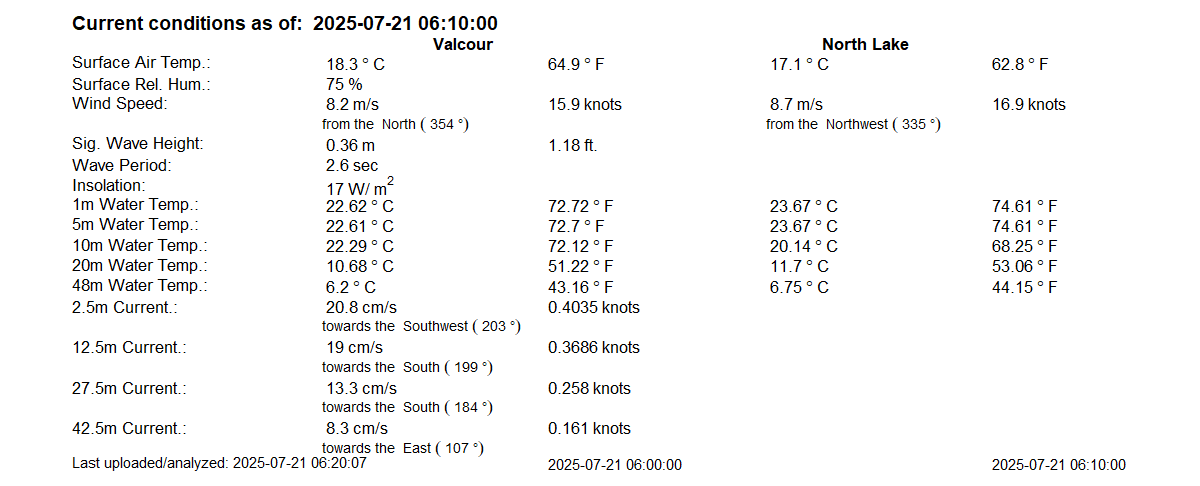 Current conditions as of: 2025-07-21 06:10:00
Valcour North Lake
Surface Air Temp.: 18.3 ° C 64.9 ° F 17.1 ° C 62.8 ° F
Surface Rel. Hum.: 75 %
Wind Speed: 8.2 m/s 15.9 knots 8.7 m/s 16.9 knots
from the North ( 354 °) from the Northwest ( 335 °)
Sig. Wave Height: 0.36 m 1.18 ft.
Wave Period: 2.6 sec
Insolation: 17 W/ m²
1m Water Temp.: 22.62 ° C 72.72 ° F 23.67 ° C 74.61 ° F
5m Water Temp.: 22.61 ° C 72.7 ° F 23.67 ° C 74.61 ° F
10m Water Temp.: 22.29 ° C 72.12 ° F 20.14 ° C 68.25 ° F
20m Water Temp.: 10.68 ° C 51.22 ° F 11.7 ° C 53.06 ° F
48m Water Temp.: 6.2 ° C 43.16 ° F 6.75 ° C 44.15 ° F
2.5m Current.: 20.8 cm/s 0.4035 knots
towards the Southwest ( 203 °)
12.5m Current.: 19 cm/s 0.3686 knots
towards the South ( 199 °)
27.5m Current.: 13.3 cm/s 0.258 knots
towards the South ( 184 °)
42.5m Current.: 8.3 cm/s 0.161 knots
towards the East ( 107 °)
Last uploaded/analyzed: 2025-07-21 06:20:07 2025-07-21 06:00:00 2025-07-21 06:10:00